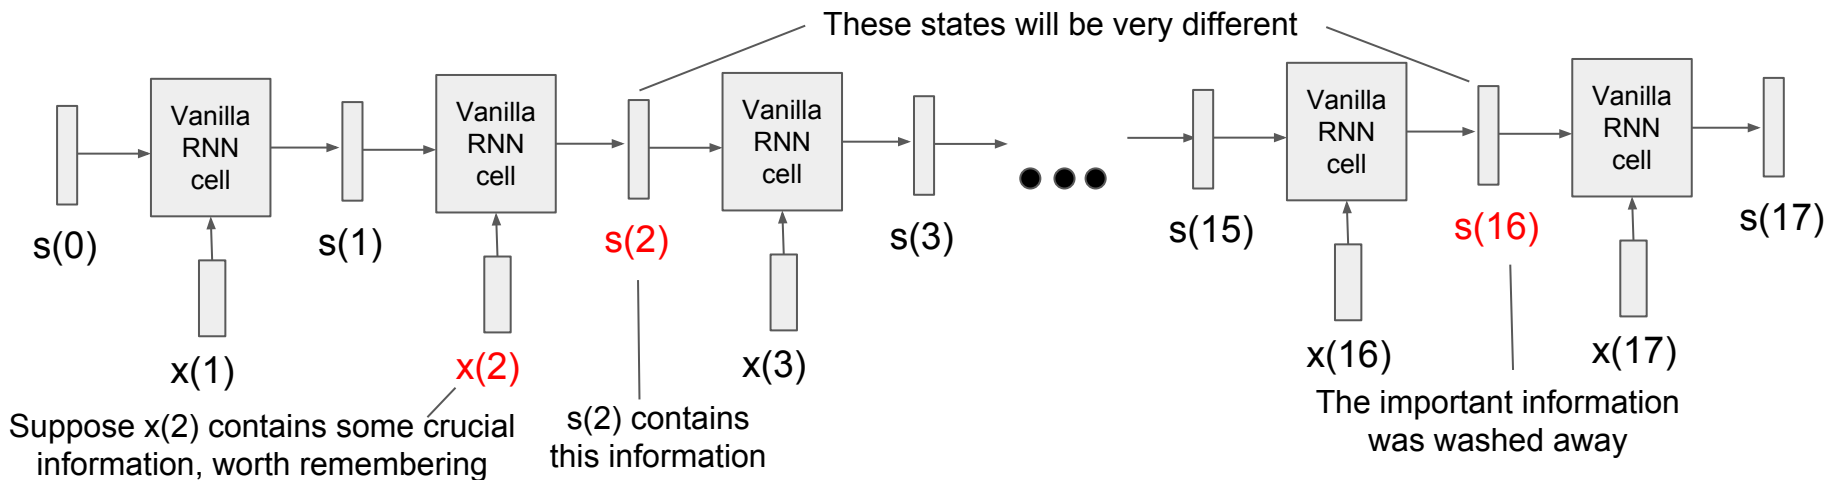 These states will be very different
Vanilla
RNN
cell
Vanilla
RNN
cell
Vanilla
RNN
cell
Vanilla
RNN
cell
Vanilla
RNN
cell
s(0)
s(1)
s(2)
s(3)
s(15)
s(16)
s(17)
x(1)
x(2)
x(3)
x(16)
x(17)
Suppose x(2) contains some crucial
information, worth remembering
s(2) contains
this information
The important information
was washed away